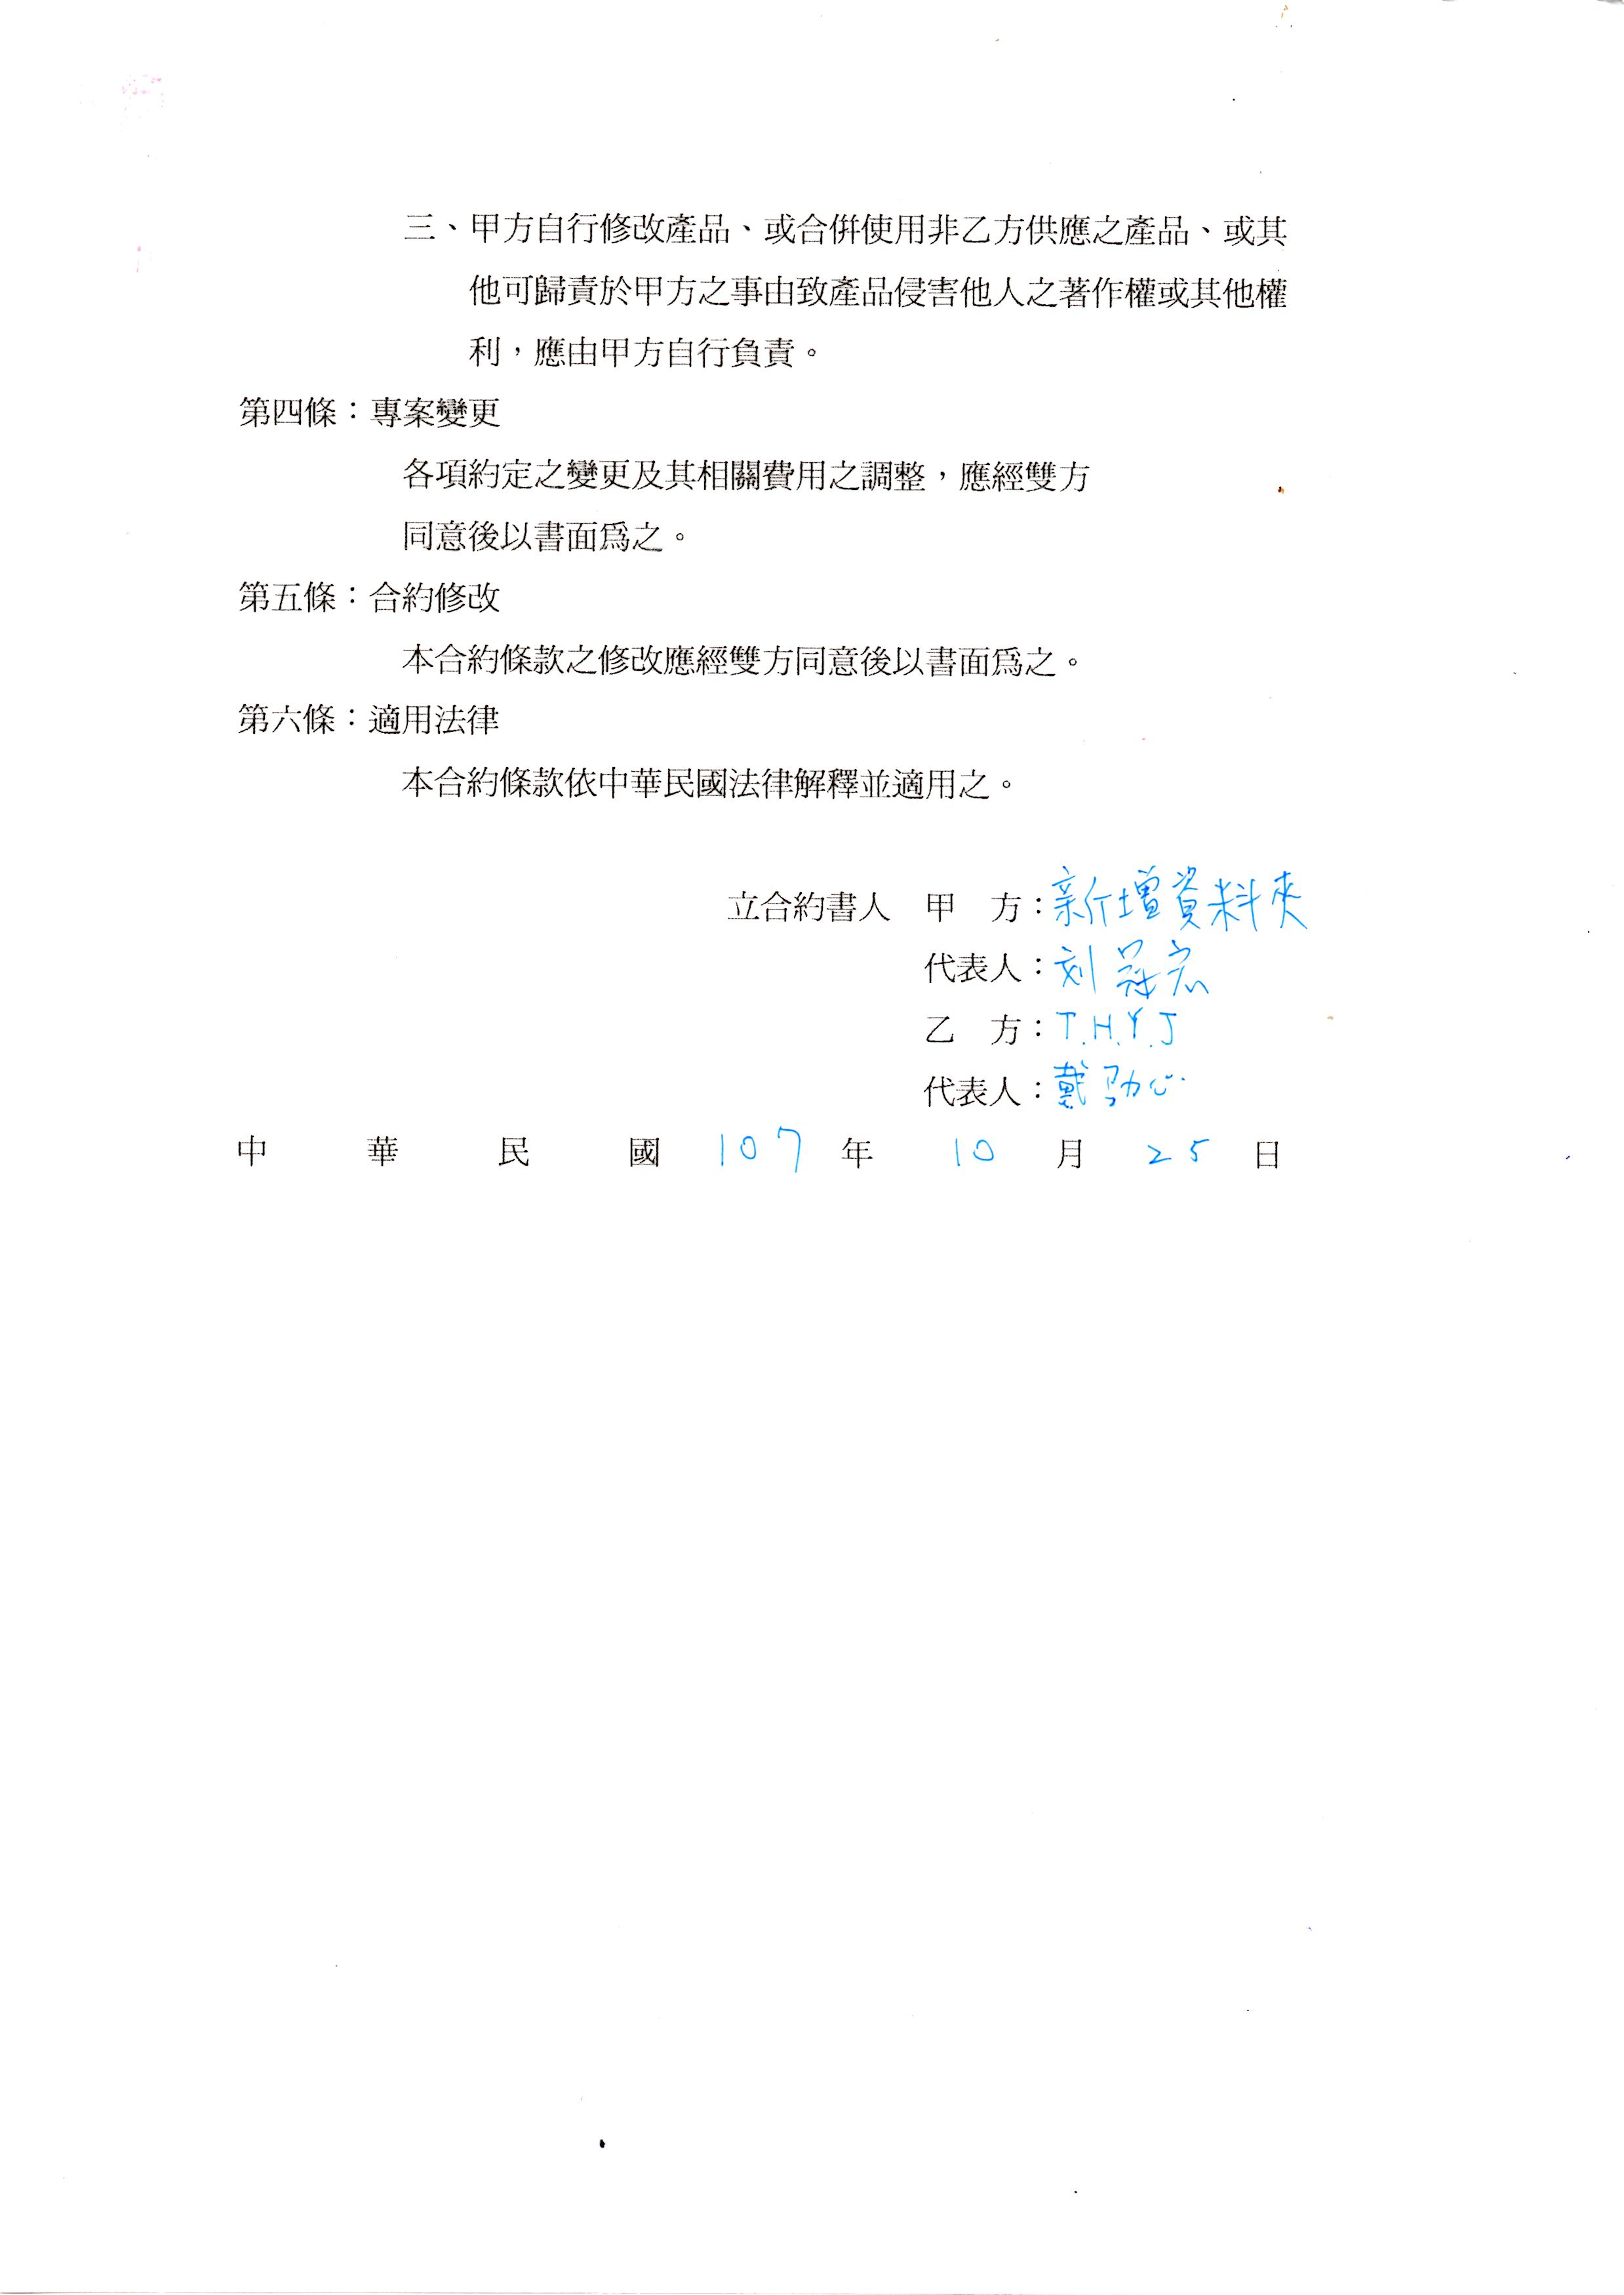 三、甲方自行修改產品、或合併使用非乙方供應之產品、或其
他可歸責於甲方之事由致產品侵害他人之著作權或其他權
利，應由甲方自行負責。
第四條：專案變更
各項約定之變更及其相關費用之調整，應經雙方
同意後以書面為之。
第五條：合約修改
本合約條款之修改應經雙方同意後以書面為之。
第六條：適用法律
本合約條款依中華民國法律解釋並適用之。
立合約書人 甲 方：新增資料夾
代表人：刘冠宏
乙 方：T.H.Y.J
代表人：戴劭心
中 華 民 國 107 年 10 月 25 日